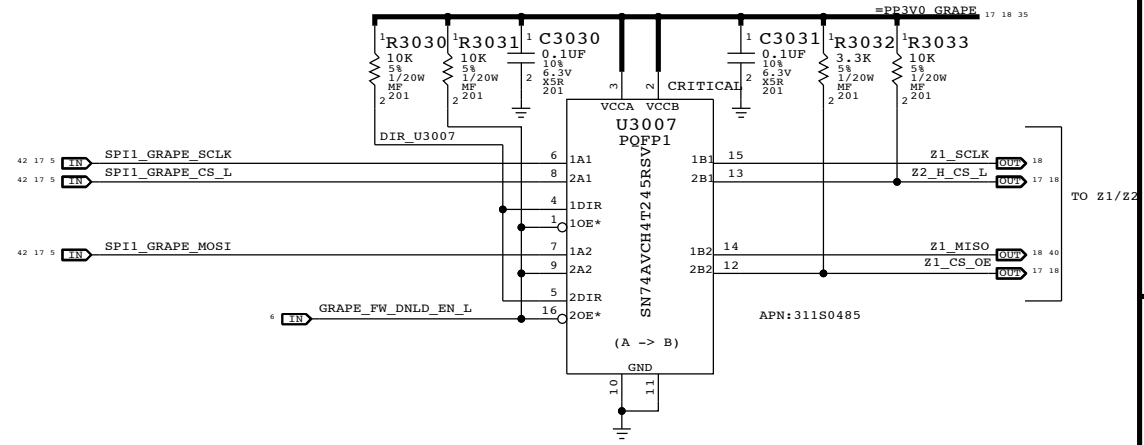 =PP3V0_GRAPE 17 18 35
1 R3030
10K
5%
1/20W
MF
2 201
1 R3031
10K
5%
1/20W
MF
2 201
1 C3030
0.1UF
10%
6.3V
2 X5R
201
1 C3031
0.1UF
10%
6.3V
2 X5R
201
1 R3032
3.3K
5%
1/20W
MF
2 201
1 R3033
10K
5%
1/20W
MF
2 201
3 2 CRITICAL
VCCA VCCB
U3007
PQFP1
SN74AVCH4T245RSV
DIR_U3007
42 17 5 IN SPI1_GRAPE_SCLK 6 1A1
42 17 5 IN SPI1_GRAPE_CS_L 8 2A1
4 1DIR
1 1OE*
42 17 5 IN SPI1_GRAPE_MOSI 7 1A2
9 2A2
5 2DIR
6 IN GRAPE_FW_DNLD_EN_L 16 2OE*
1B1 15 Z1_SCLK OUT 18
2B1 13 Z2_H_CS_L OUT 17 18
1B2 14 Z1_MISO OUT 18 40
2B2 12 Z1_CS_OE OUT 17 18
TO Z1/Z2
APN:311S0485
(A -> B)
GND
10 11